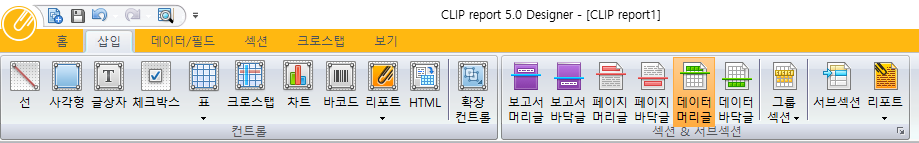 CLIP report 5.0 Designer - [CLIP report1]
홈 삽입 데이터/필드 섹션 크로스탭 보기
선 사각형 글상자 체크박스 표 크로스탭 차트 바코드 리포트 HTML 확장 컨트롤
컨트롤
보고서 머리글 보고서 바닥글 페이지 머리글 페이지 바닥글 데이터 머리글 데이터 바닥글 그룹 섹션 서브섹션 리포트
섹션 & 서브섹션